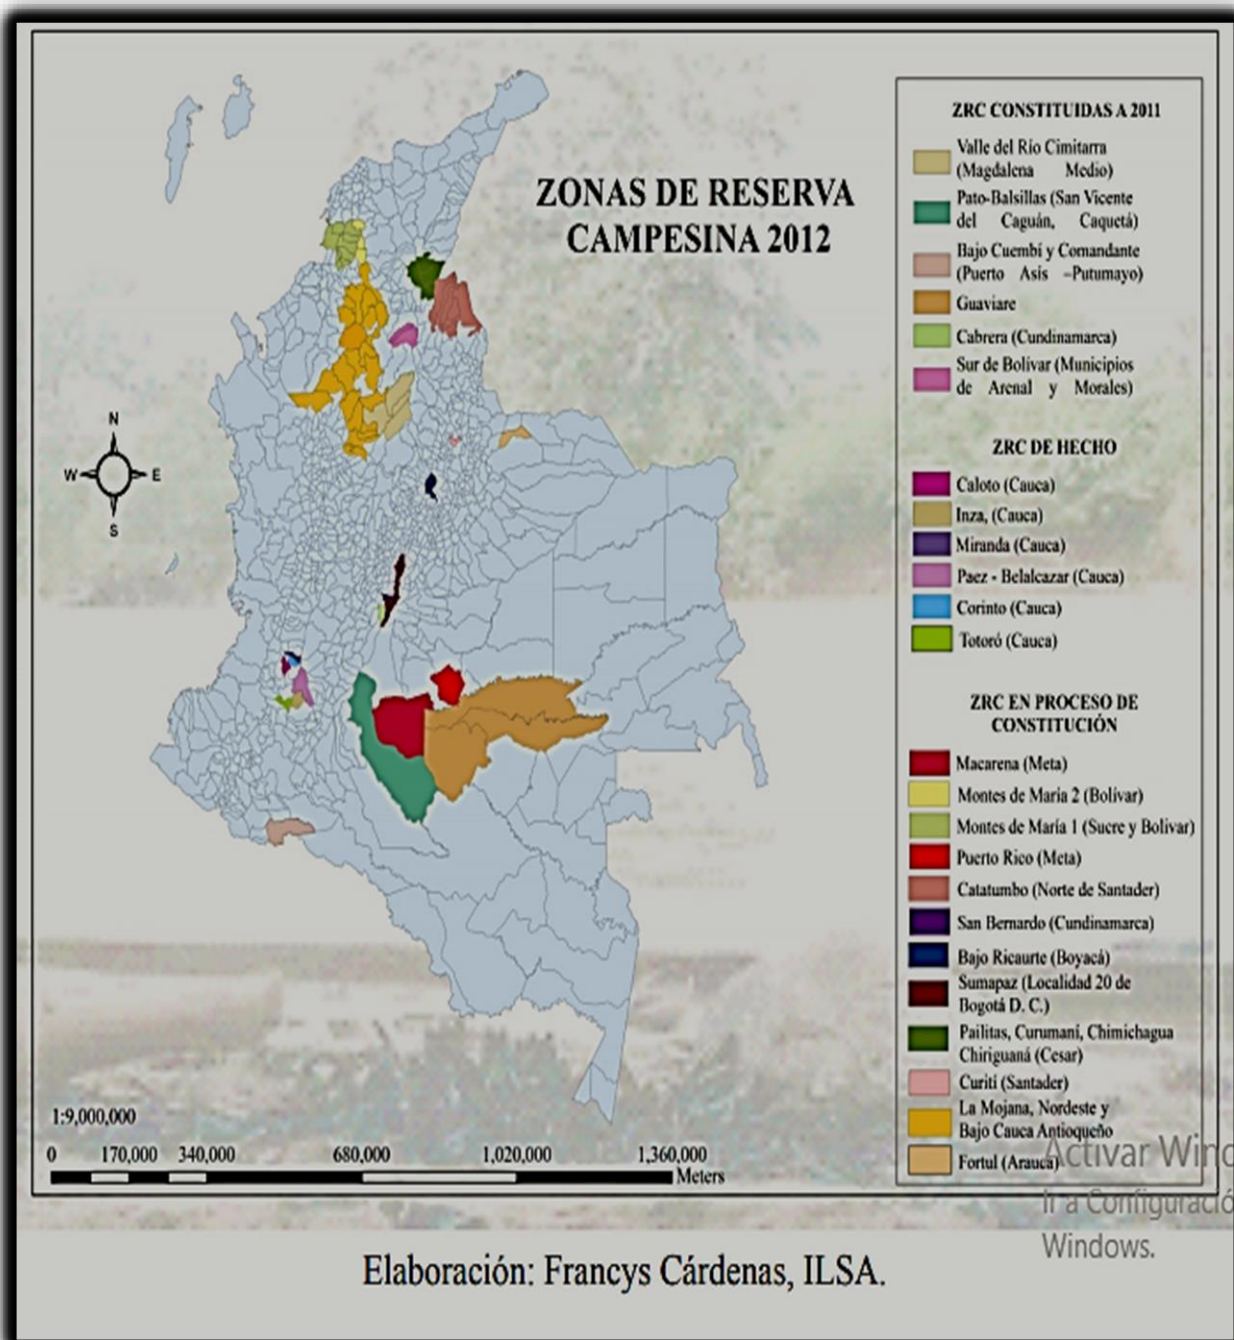 ZONAS DE RESERVA
CAMPESINA 2012
N
W
E
S
ZRC CONSTITUIDAS A 2011
Valle del Río Cimitarra
(Magdalena Medio)
Pato-Balsillas (San Vicente
del Caguán, Caquetá)
Bajo Cuembí y Comandante
(Puerto Asís –Putumayo)
Guaviare
Cabrera (Cundinamarca)
Sur de Bolívar (Municipios
de Arenal y Morales)
ZRC DE HECHO
Caloto (Cauca)
Inza, (Cauca)
Miranda (Cauca)
Paez - Belalcazar (Cauca)
Corinto (Cauca)
Totoró (Cauca)
ZRC EN PROCESO DE
CONSTITUCIÓN
Macarena (Meta)
Montes de María 2 (Bolívar)
Montes de María 1 (Sucre y Bolivar)
Puerto Rico (Meta)
Catatumbo (Norte de Santader)
San Bernardo (Cundinamarca)
Bajo Ricaurte (Boyacá)
Sumapaz (Localidad 20 de
Bogotá D. C.)
Pailitas, Curumaní, Chimichagua
Chiriguaná (Cesar)
Curití (Santader)
La Mojana, Nordeste y
Bajo Cauca Antioqueño
Fortul (Arauca)
1:9,000,000
0 170,000 340,000 680,000 1,020,000 1,360,000
Meters
Activar Wind
Ir a Configuració
Windows.
Elaboración: Francys Cárdenas, ILSA.